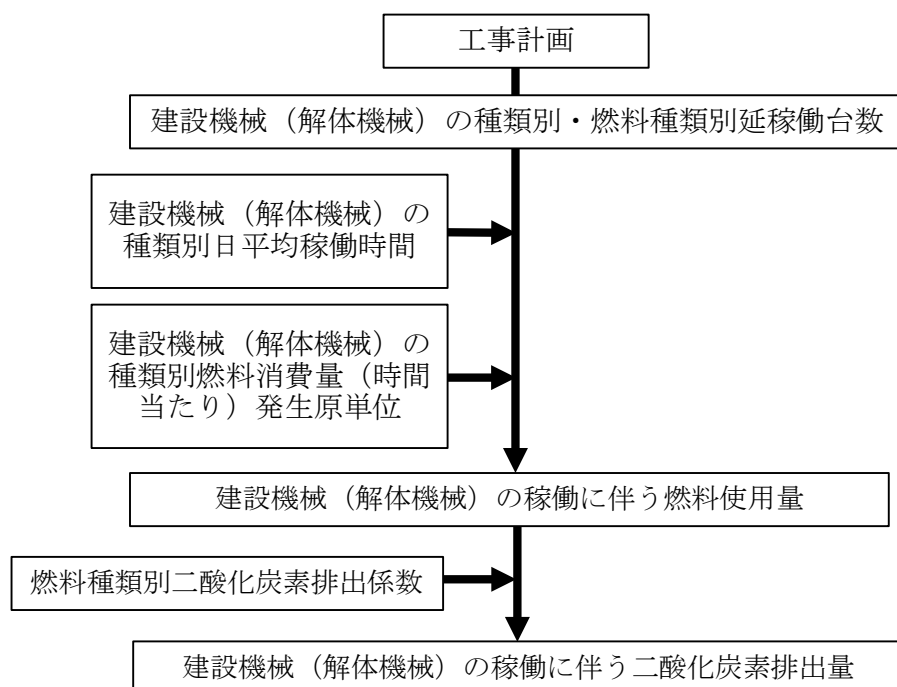 工事計画
建設機械（解体機械）の種類別・燃料種類別延稼働台数
建設機械（解体機械）の
種類別日平均稼働時間
建設機械（解体機械）の
種類別燃料消費量（時間
当たり）発生原単位
建設機械（解体機械）の稼働に伴う燃料使用量
燃料種類別二酸化炭素排出係数
建設機械（解体機械）の稼働に伴う二酸化炭素排出量